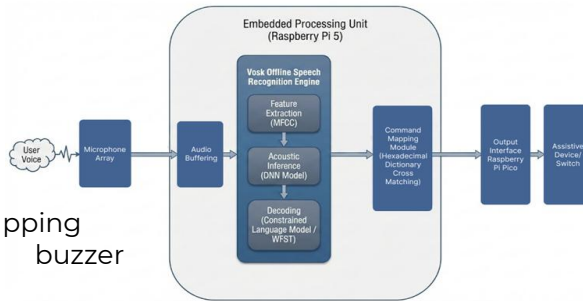 Embedded Processing Unit
(Raspberry Pi 5)
Vosk Offline Speech
Recognition Engine
Feature
Extraction
(MFCC)
Acoustic
Inference
(DNN Model)
Decoding
(Constrained
Language Model /
WFST)
User
Voice
Microphone
Array
Audio
Buffering
Command
Mapping
Module
(Hexadecimal
Dictionary
Cross
Matching)
Output
Interface
Raspberry
Pi Pico
Assistive
Device/
Switch
pping
buzzer